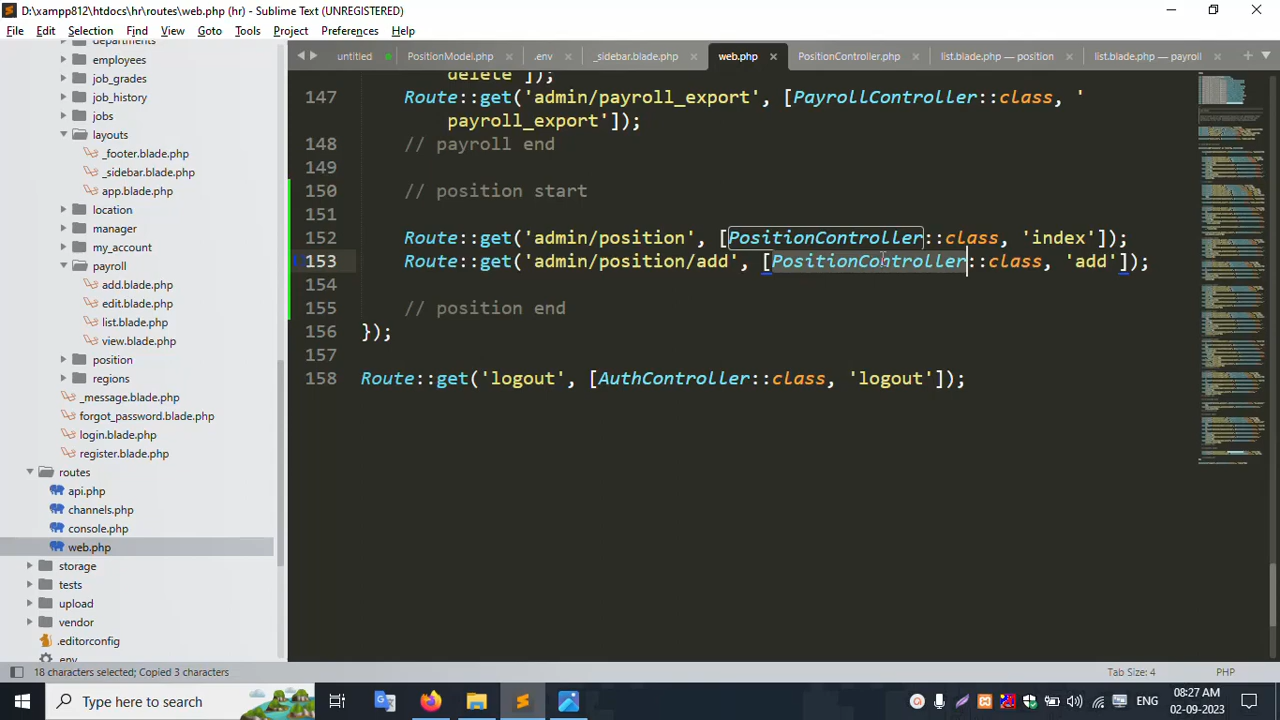 D:\xampp812\htdocs\hr\routes\web.php (hr) - Sublime Text (UNREGISTERED)
File Edit Selection Find View Goto Tools Project Preferences Help
untitled PositionModel.php .env _sidebar.blade.php web.php PositionController.php list.blade.php — position list.blade.php — payroll
departments
employees
job_grades
job_history
jobs
layouts
_footer.blade.php
_sidebar.blade.php
app.blade.php
location
manager
my_account
payroll
add.blade.php
edit.blade.php
list.blade.php
view.blade.php
position
regions
_message.blade.php
forgot_password.blade.php
login.blade.php
register.blade.php
routes
api.php
channels.php
console.php
web.php
storage
tests
upload
vendor
.editorconfig
.env
delete']);
147 Route::get('admin/payroll_export', [PayrollController::class, '
payroll_export']);
148 // payroll end
149
150 // position start
151
152 Route::get('admin/position', [PositionController::class, 'index']);
153 Route::get('admin/position/add', [PositionController::class, 'add']);
154
155 // position end
156 });
157
158 Route::get('logout', [AuthController::class, 'logout']);
18 characters selected; Copied 3 characters
Tab Size: 4 PHP
Type here to search
ENG
08:27 AM
02-09-2023